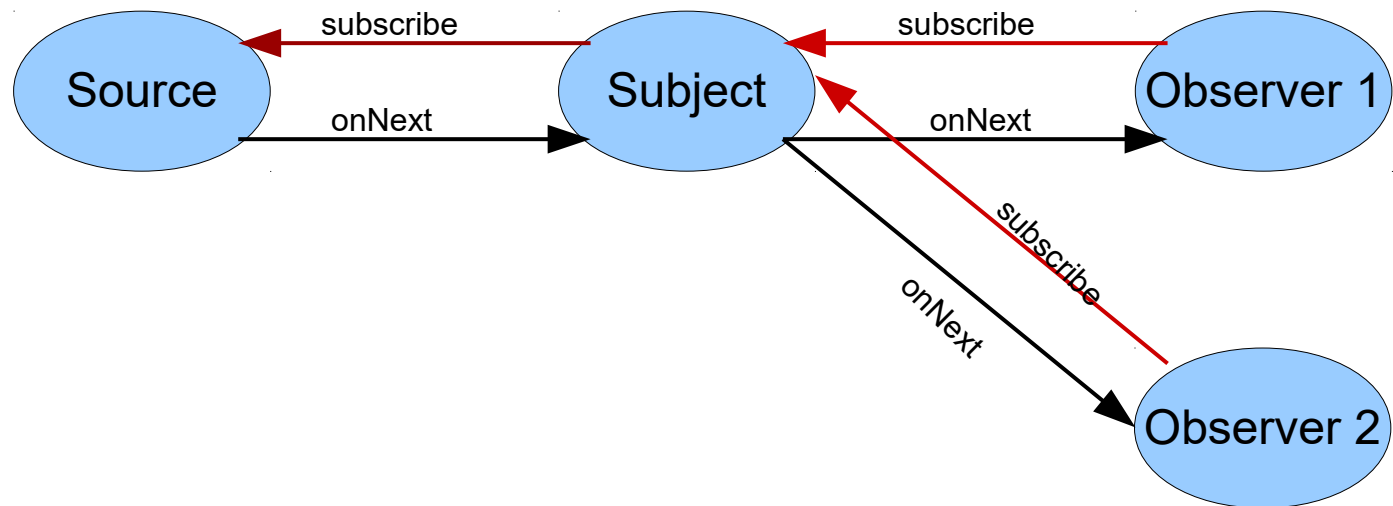 subscribe
subscribe
Source
Subject
Observer 1
onNext
onNext
subscribe
onNext
Observer 2